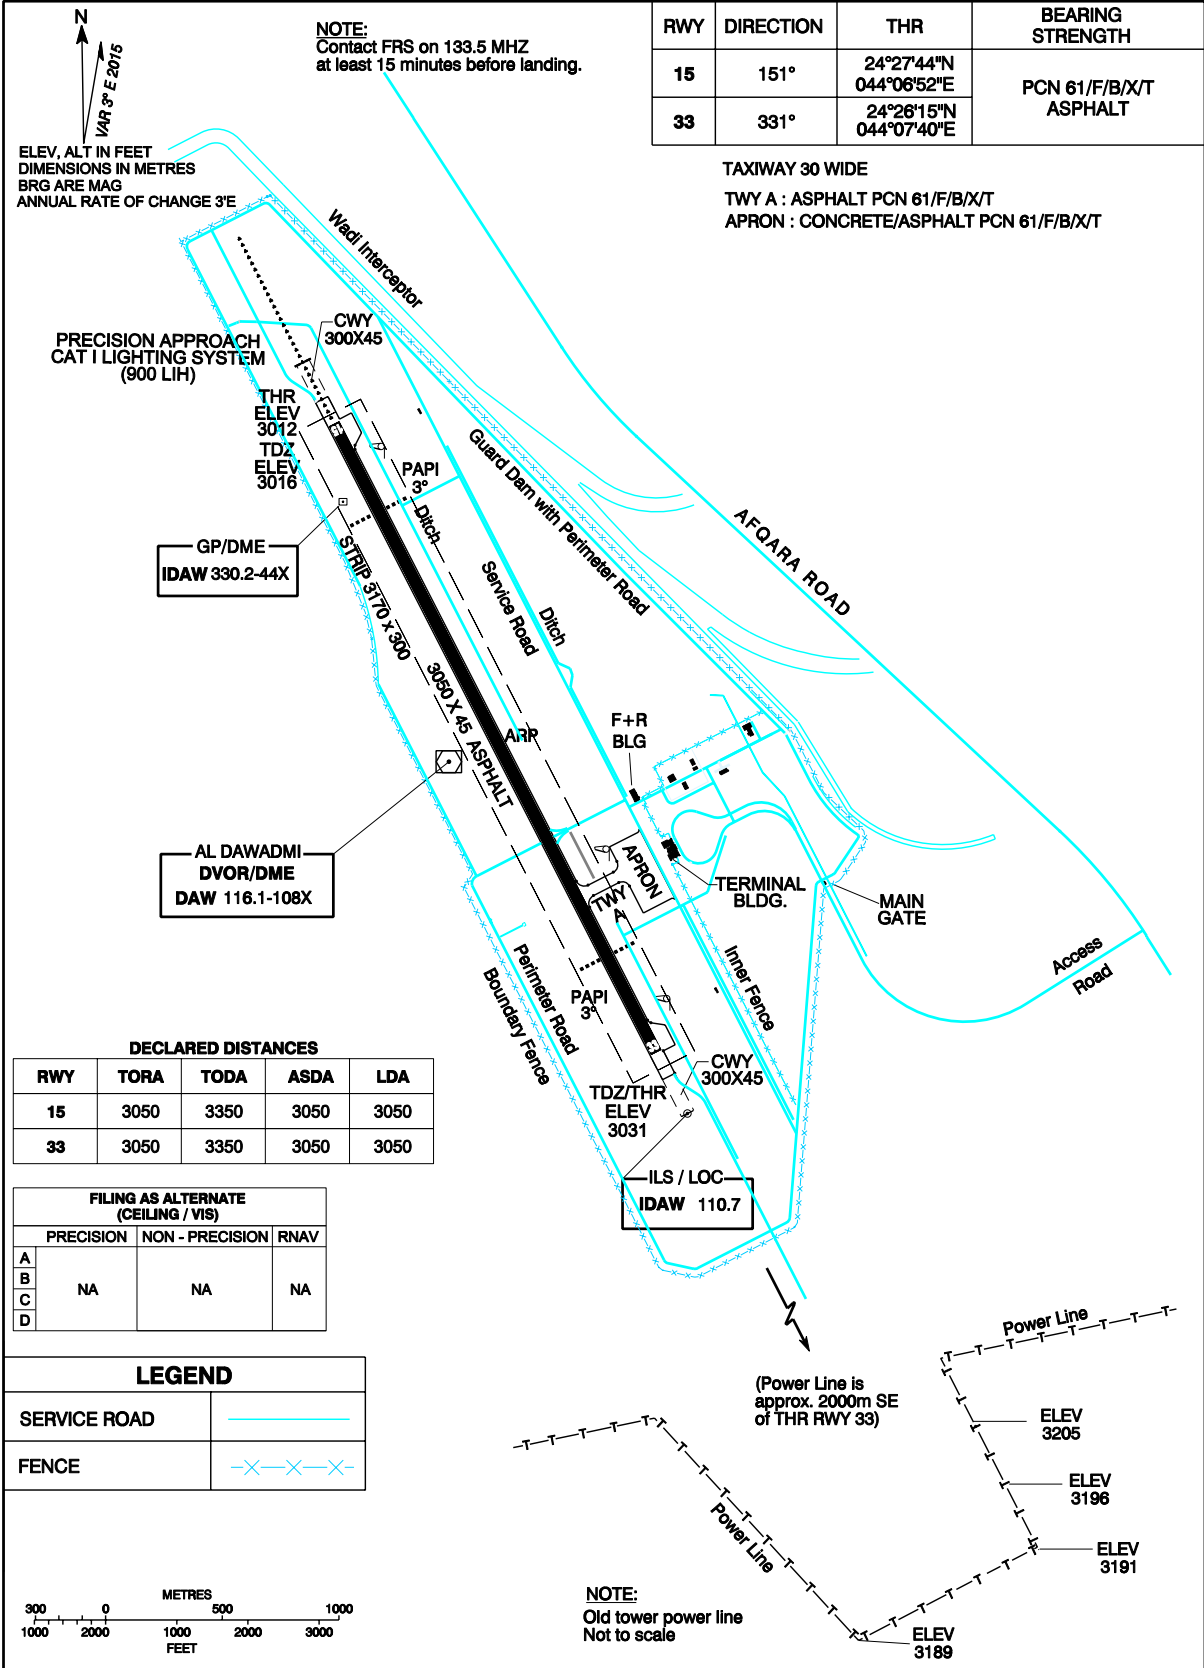 N
VAR 3° E 2015
ELEV, ALT IN FEET
DIMENSIONS IN METRES
BRG ARE MAG
ANNUAL RATE OF CHANGE 3'E
NOTE:
Contact FRS on 133.5 MHZ
at least 15 minutes before landing.
RWY DIRECTION THR BEARING STRENGTH
15 151° 24°27'44"N 044°06'52"E PCN 61/F/B/X/T ASPHALT
33 331° 24°26'15"N 044°07'40"E
TAXIWAY 30 WIDE
TWY A : ASPHALT PCN 61/F/B/X/T
APRON : CONCRETE/ASPHALT PCN 61/F/B/X/T
Wadi Interceptor
CWY
300X45
PRECISION APPROACH
CAT I LIGHTING SYSTEM
(900 LIH)
THR
ELEV
3012
TDZ
ELEV
3016
PAPI
3°
Ditch
Guard Dam with Perimeter Road
AFQARA ROAD
GP/DME
IDAW 330.2-44X
STRIP 3170 x 300
Service Road
Ditch
3050 X 45 ASPHALT
ARP
F+R
BLG
AL DAWADMI
DVOR/DME
DAW 116.1-108X
APRON
TWY
A
TERMINAL
BLDG.
MAIN
GATE
Perimeter Road
Boundary Fence
Inner Fence
Access
Road
PAPI
3°
CWY
300X45
TDZ/THR
ELEV
3031
ILS / LOC
IDAW 110.7
DECLARED DISTANCES
RWY TORA TODA ASDA LDA
15 3050 3350 3050 3050
33 3050 3350 3050 3050
FILING AS ALTERNATE
(CEILING / VIS)
PRECISION NON - PRECISION RNAV
A
B
C
D
NA NA NA
LEGEND
SERVICE ROAD
FENCE
(Power Line is
approx. 2000m SE
of THR RWY 33)
Power Line
ELEV
3205
ELEV
3196
ELEV
3191
Power Line
ELEV
3189
NOTE:
Old tower power line
Not to scale
METRES
300 0 500 1000
1000 2000 1000 2000 3000
FEET